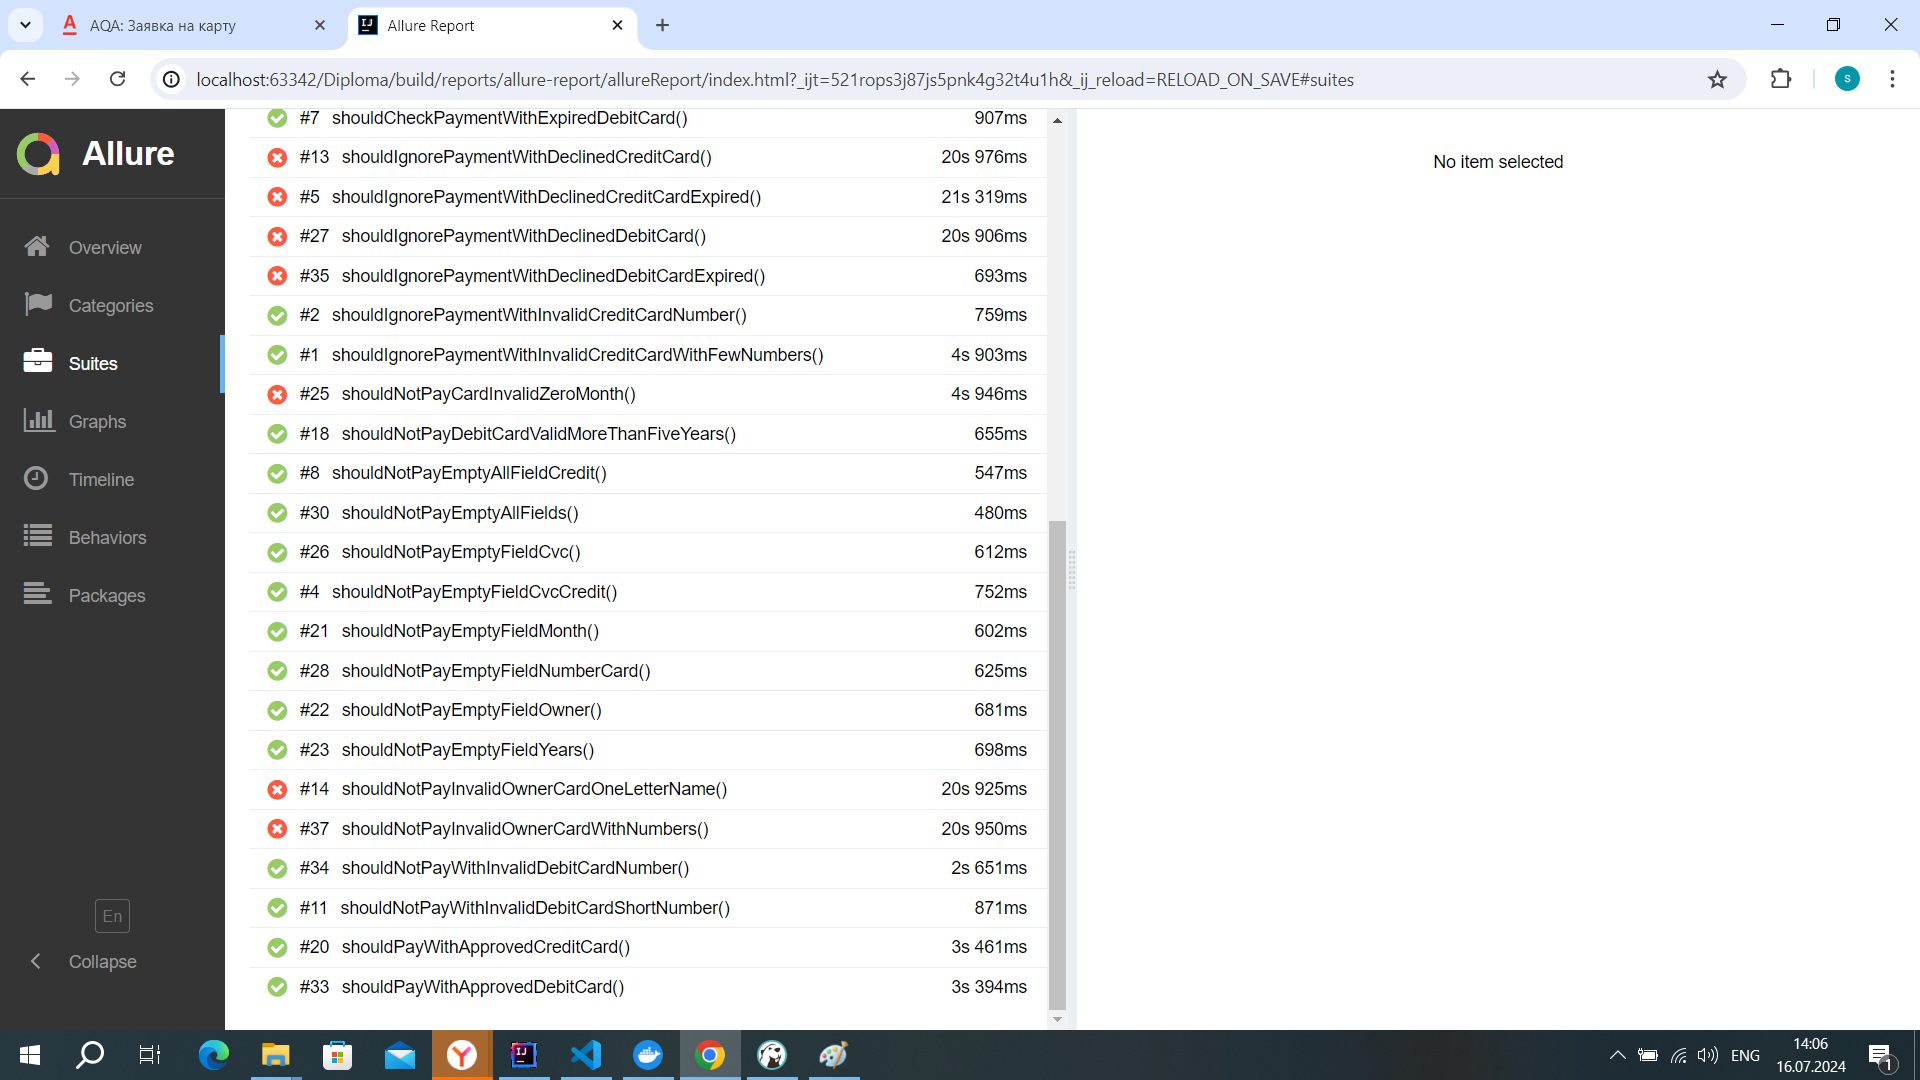 AQA: Заявка на карту
Allure Report
localhost:63342/Diploma/build/reports/allure-report/allureReport/index.html?_ijt=521rops3j87js5pnk4g32t4u1h&_ij_reload=RELOAD_ON_SAVE#suites
S
Allure
Overview
Categories
Suites
Graphs
Timeline
Behaviors
Packages
En
Collapse
#7 shouldCheckPaymentWithExpiredDebitCard() 907ms
#13 shouldIgnorePaymentWithDeclinedCreditCard() 20s 976ms
#5 shouldIgnorePaymentWithDeclinedCreditCardExpired() 21s 319ms
#27 shouldIgnorePaymentWithDeclinedDebitCard() 20s 906ms
#35 shouldIgnorePaymentWithDeclinedDebitCardExpired() 693ms
#2 shouldIgnorePaymentWithInvalidCreditCardNumber() 759ms
#1 shouldIgnorePaymentWithInvalidCreditCardWithFewNumbers() 4s 903ms
#25 shouldNotPayCardInvalidZeroMonth() 4s 946ms
#18 shouldNotPayDebitCardValidMoreThanFiveYears() 655ms
#8 shouldNotPayEmptyAllFieldCredit() 547ms
#30 shouldNotPayEmptyAllFields() 480ms
#26 shouldNotPayEmptyFieldCvc() 612ms
#4 shouldNotPayEmptyFieldCvcCredit() 752ms
#21 shouldNotPayEmptyFieldMonth() 602ms
#28 shouldNotPayEmptyFieldNumberCard() 625ms
#22 shouldNotPayEmptyFieldOwner() 681ms
#23 shouldNotPayEmptyFieldYears() 698ms
#14 shouldNotPayInvalidOwnerCardOneLetterName() 20s 925ms
#37 shouldNotPayInvalidOwnerCardWithNumbers() 20s 950ms
#34 shouldNotPayWithInvalidDebitCardNumber() 2s 651ms
#11 shouldNotPayWithInvalidDebitCardShortNumber() 871ms
#20 shouldPayWithApprovedCreditCard() 3s 461ms
#33 shouldPayWithApprovedDebitCard() 3s 394ms
No item selected
ENG
14:06
16.07.2024
1